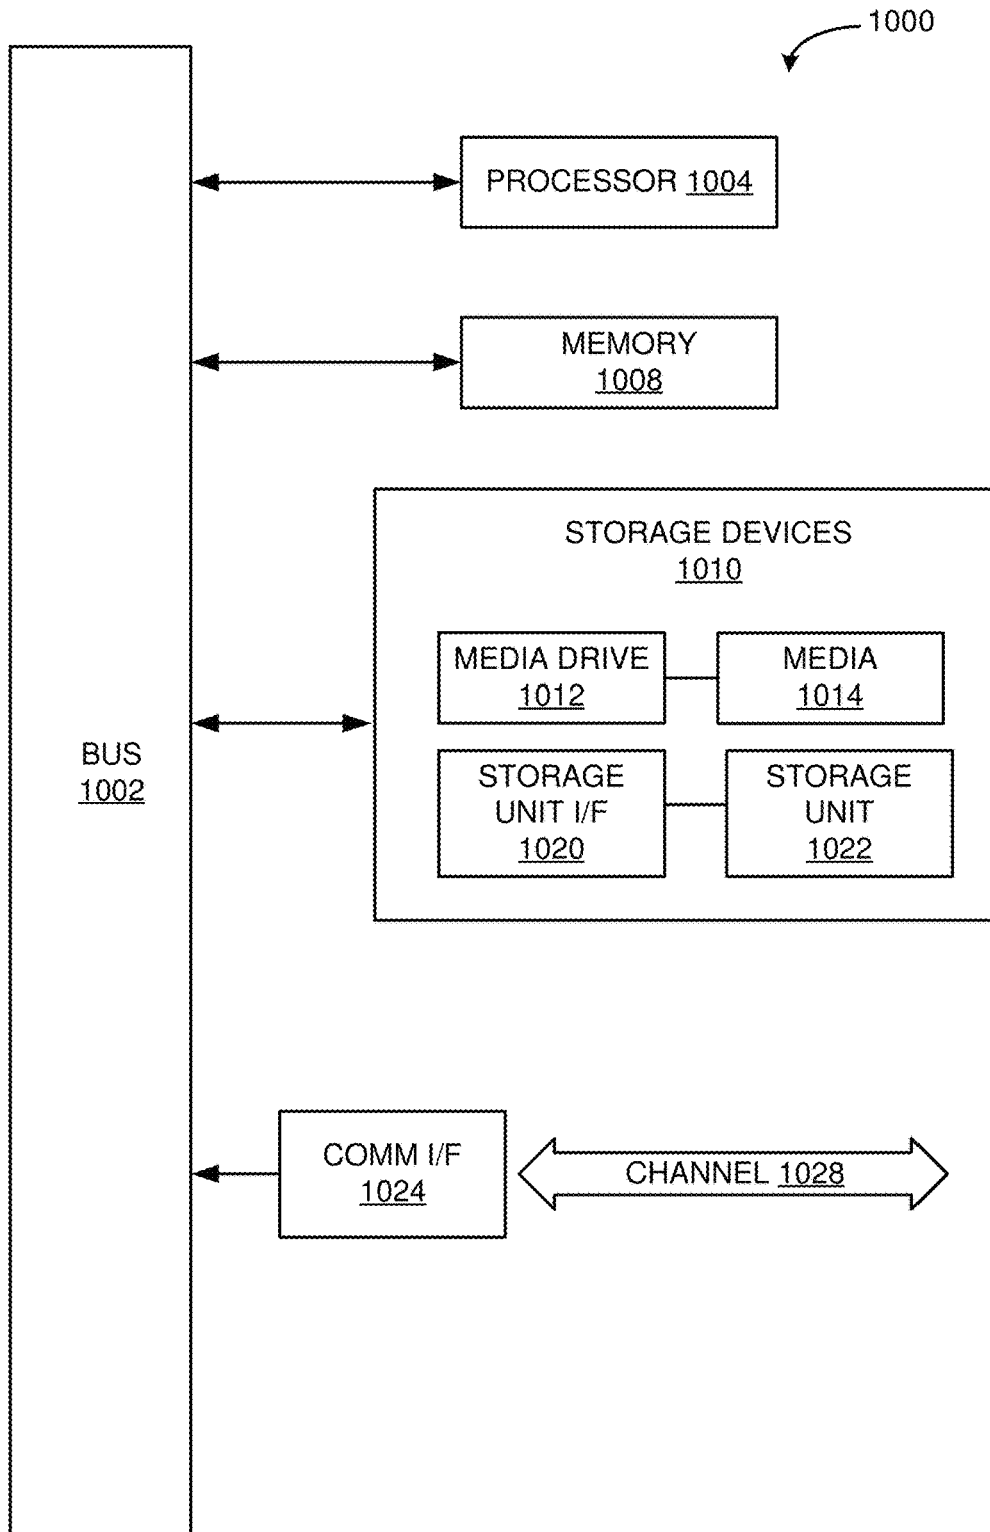 1000
PROCESSOR 1004
MEMORY
1008
STORAGE DEVICES
1010
MEDIA DRIVE
1012
MEDIA
1014
BUS
1002
STORAGE
UNIT I/F
1020
STORAGE
UNIT
1022
COMM I/F
1024
CHANNEL 1028